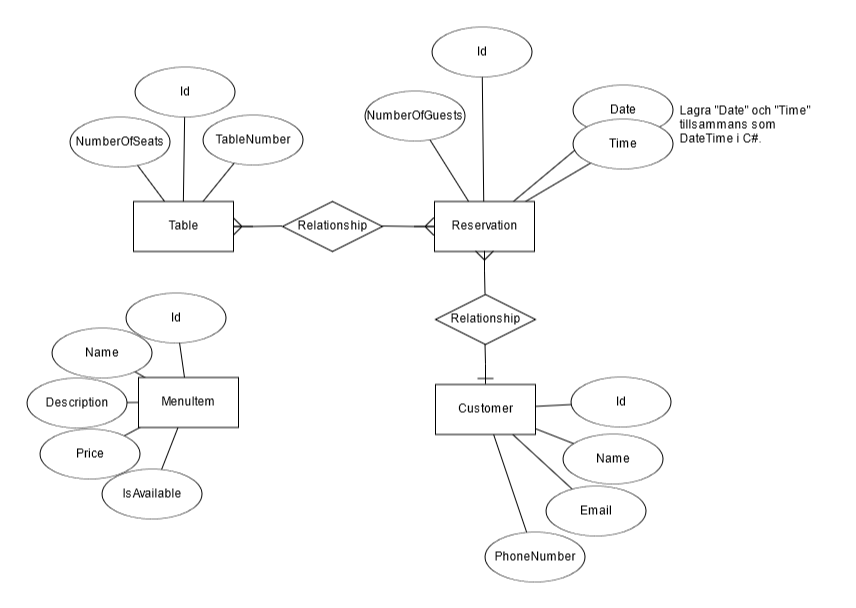 Id
Id
NumberOfSeats
TableNumber
NumberOfGuests
Date
Time
Lagra "Date" och "Time"
tillsammans som
DateTime i C#.
Table
Relationship
Reservation
Relationship
Id
Name
Description
Price
IsAvailable
MenuItem
Customer
Id
Name
Email
PhoneNumber